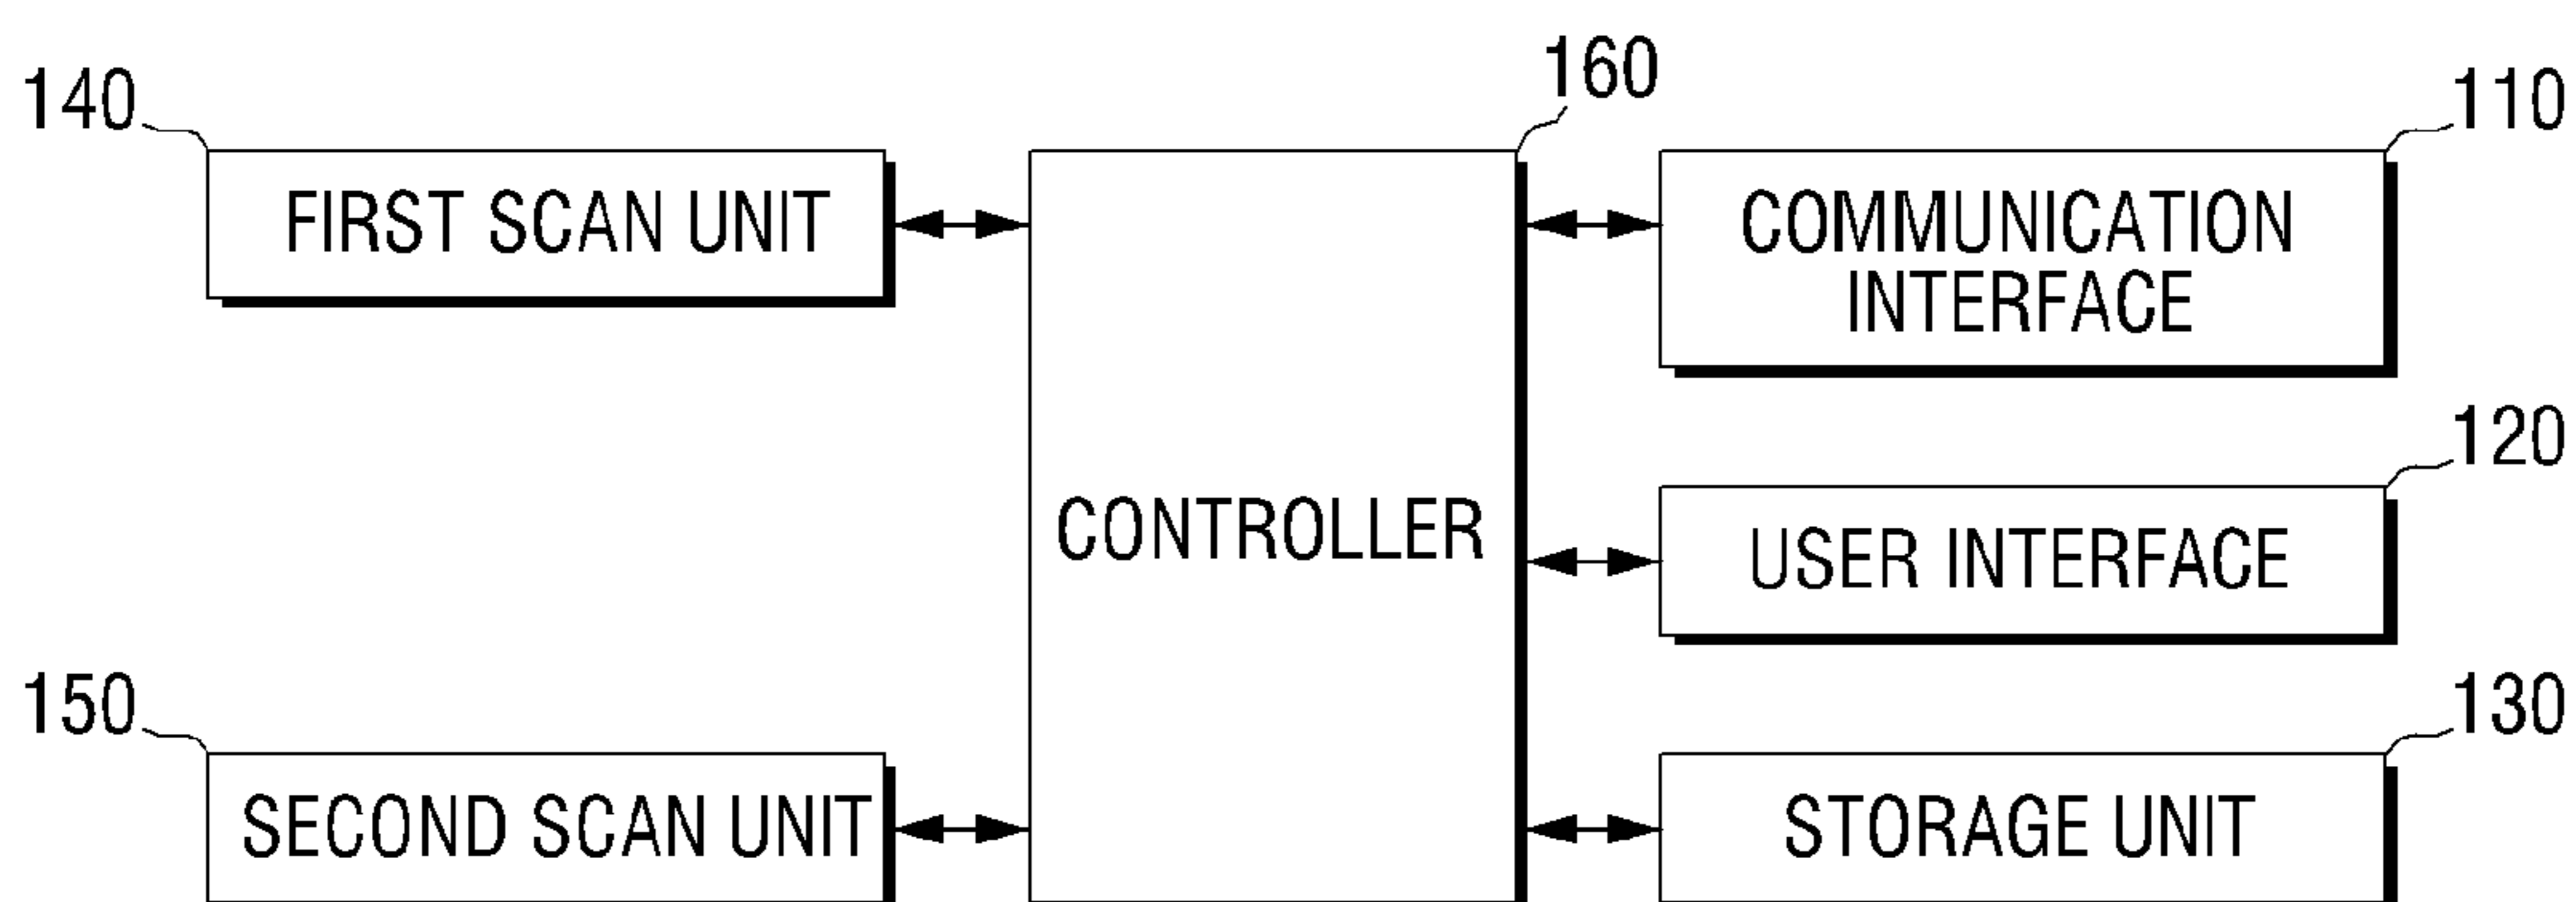 140
FIRST SCAN UNIT
150
SECOND SCAN UNIT
160
CONTROLLER
110
COMMUNICATION
INTERFACE
120
USER INTERFACE
130
STORAGE UNIT